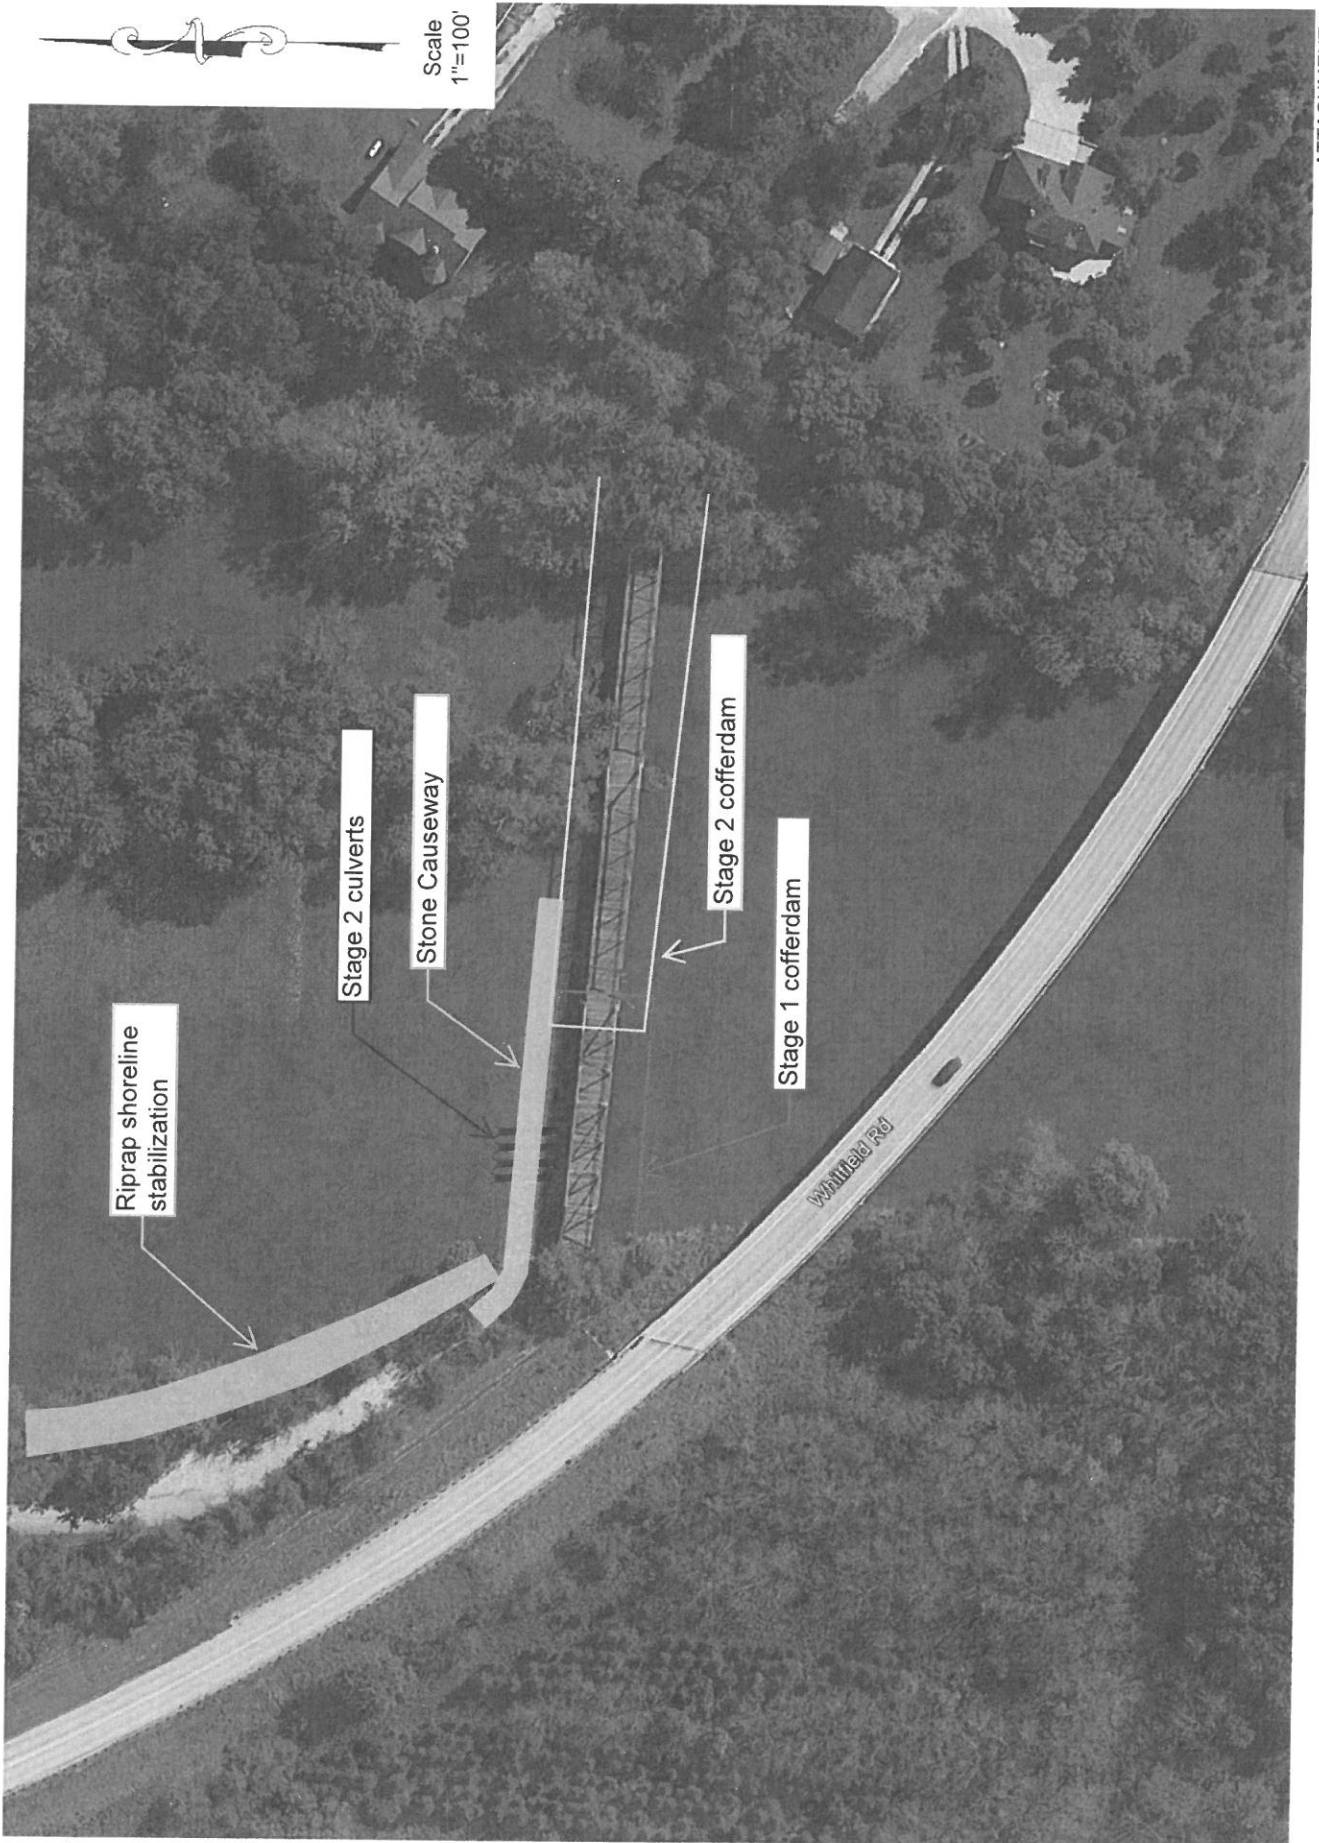 Scale
1"=100'
Riprap shoreline
stabilization
Stage 2 culverts
Stone Causeway
Stage 2 cofferdam
Stage 1 cofferdam
Whitfield Rd